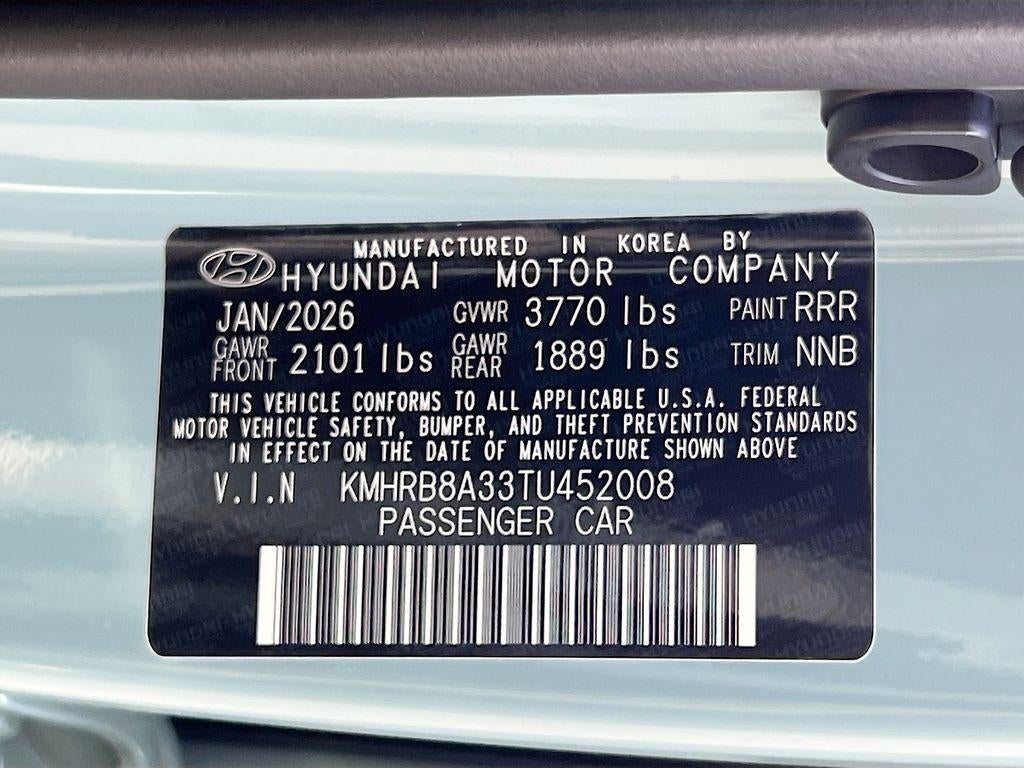 MANUFACTURED IN KOREA BY
HYUNDAI MOTOR COMPANY
JAN/2026 GVWR 3770 lbs PAINT RRR
GAWR FRONT 2101 lbs GAWR REAR 1889 lbs TRIM NNB
THIS VEHICLE CONFORMS TO ALL APPLICABLE U.S.A. FEDERAL
MOTOR VEHICLE SAFETY, BUMPER, AND THEFT PREVENTION STANDARDS
IN EFFECT ON THE DATE OF MANUFACTURE SHOWN ABOVE
V.I.N KMHRB8A33TU452008
PASSENGER CAR